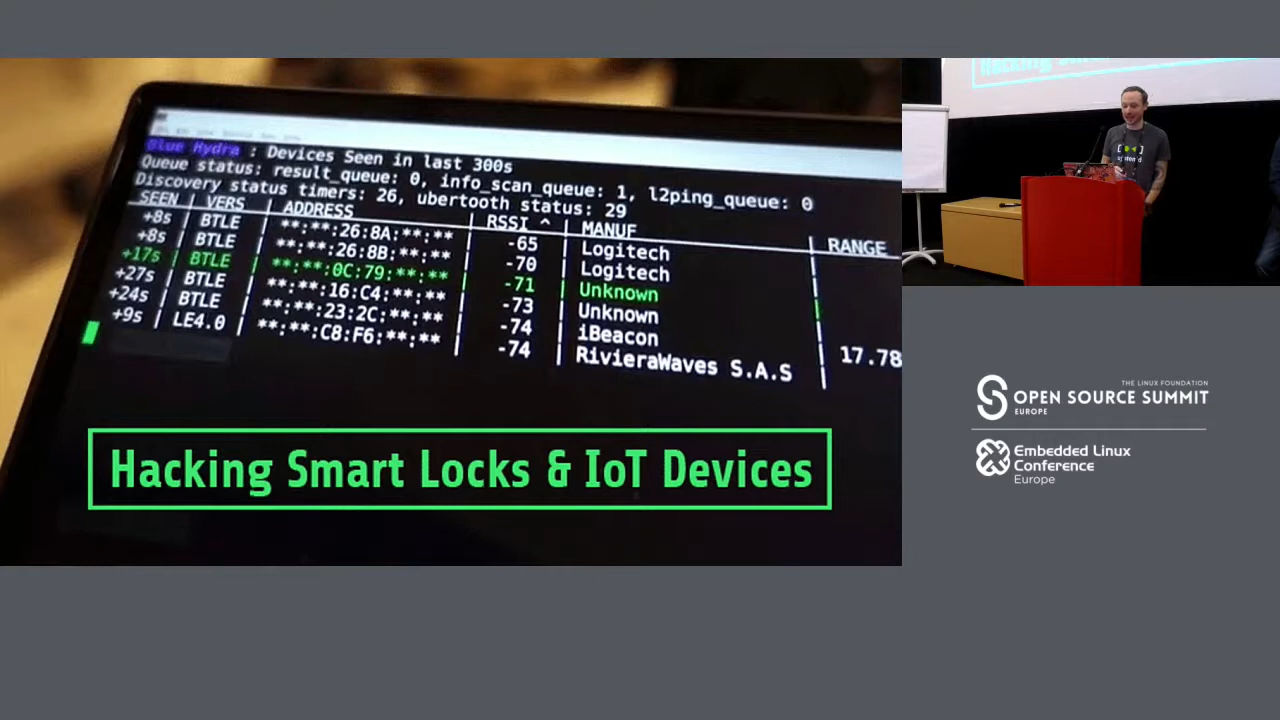 Blue Hydra : Devices Seen in last 300s
Queue status: result_queue: 0, info_scan_queue: 1, l2ping_queue: 0
Discovery status timers: 26, ubertooth status: 29
SEEN | VERS | ADDRESS | RSSI ^ | MANUF | RANGE
+8s | BTLE | **:**:26:8A:**:** | -65 | Logitech |
+8s | BTLE | **:**:26:8B:**:** | -70 | Logitech |
+17s | BTLE | **:**:0C:79:**:** | -71 | Unknown |
+27s | BTLE | **:**:16:C4:**:** | -73 | Unknown |
+24s | BTLE | **:**:23:2C:**:** | -74 | iBeacon |
+9s | LE4.0 | **:**:C8:F6:**:** | -74 | RivieraWaves S.A.S | 17.78
Hacking Smart Locks & IoT Devices
THE LINUX FOUNDATION
OPEN SOURCE SUMMIT
EUROPE
Embedded Linux
Conference
Europe